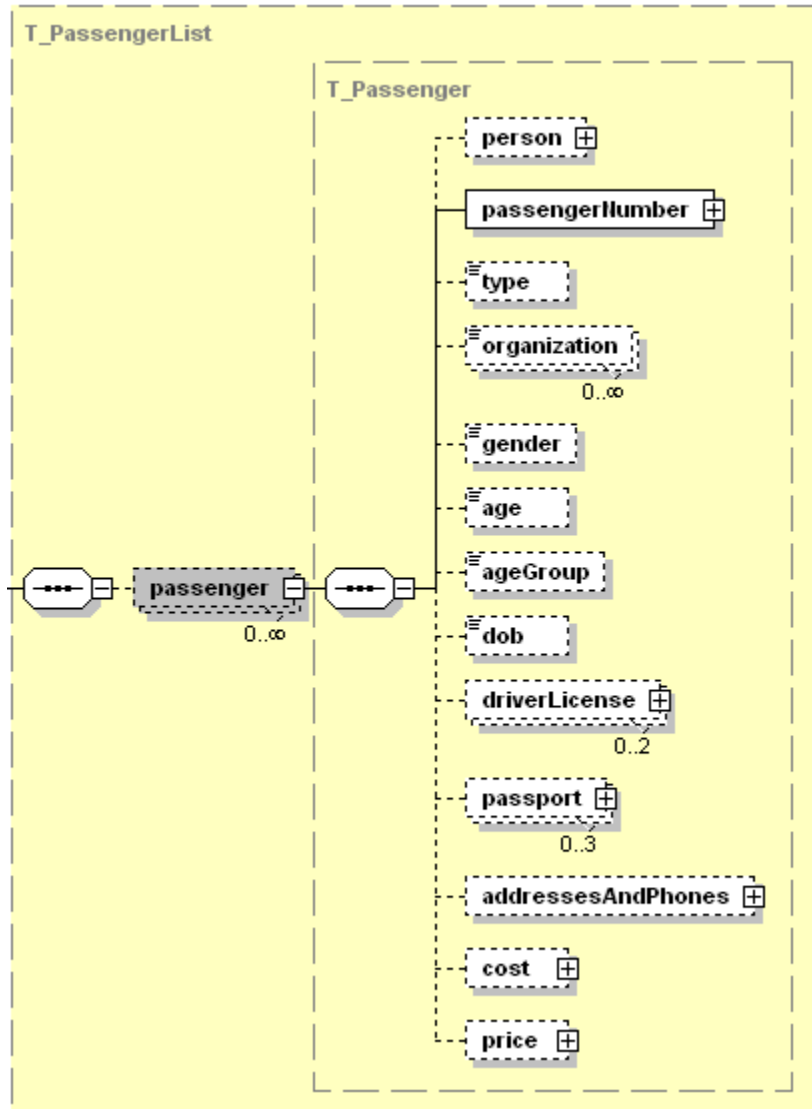 T_PassengerList
T_Passenger
person
passengerNumber
type
organization
0..∞
gender
age
ageGroup
passenger
0..∞
dob
driverLicense
0..2
passport
0..3
addressesAndPhones
cost
price